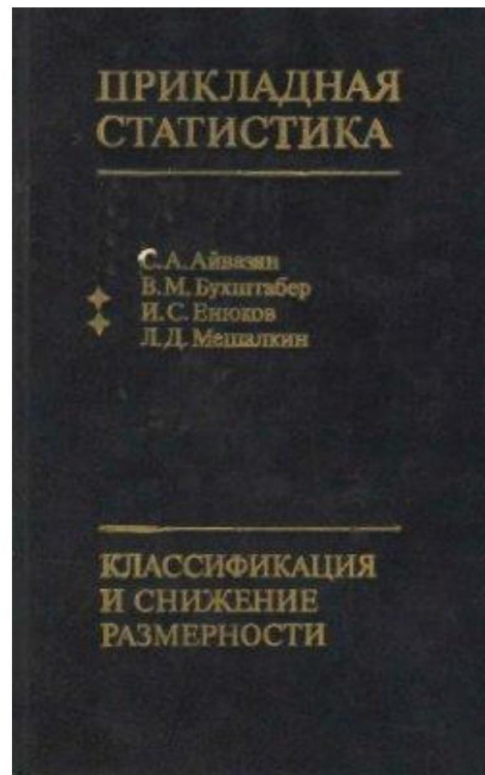 ПРИКЛАДНАЯ
СТАТИСТИКА
С. А. Айвазян
В. М. Бухштабер
И. С. Енюков
Л. Д. Мешалкин
КЛАССИФИКАЦИЯ
И СНИЖЕНИЕ
РАЗМЕРНОСТИ